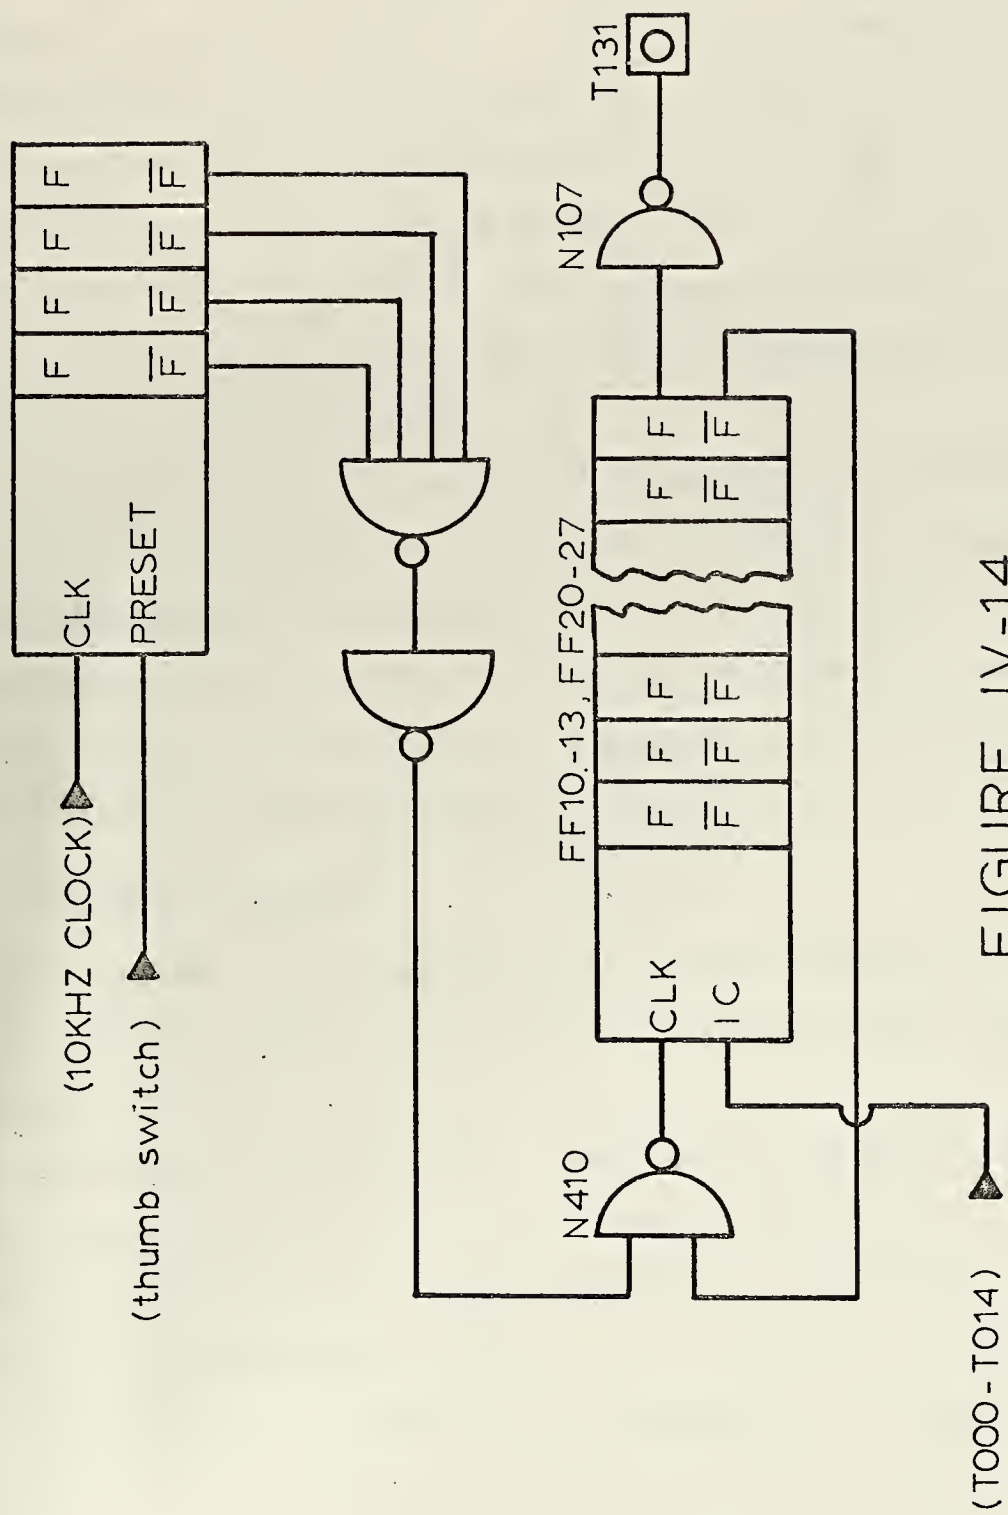 (10KHZ CLOCK)
(thumb switch)
CLK
PRESET
F F F F
F̅ F̅ F̅ F̅
N410
CLK
IC
FF10-13, FF20-27
F F F F F
F̅ F̅ F̅ F̅ F̅
N107
T131
(T000-T014)
FIGURE IV-14